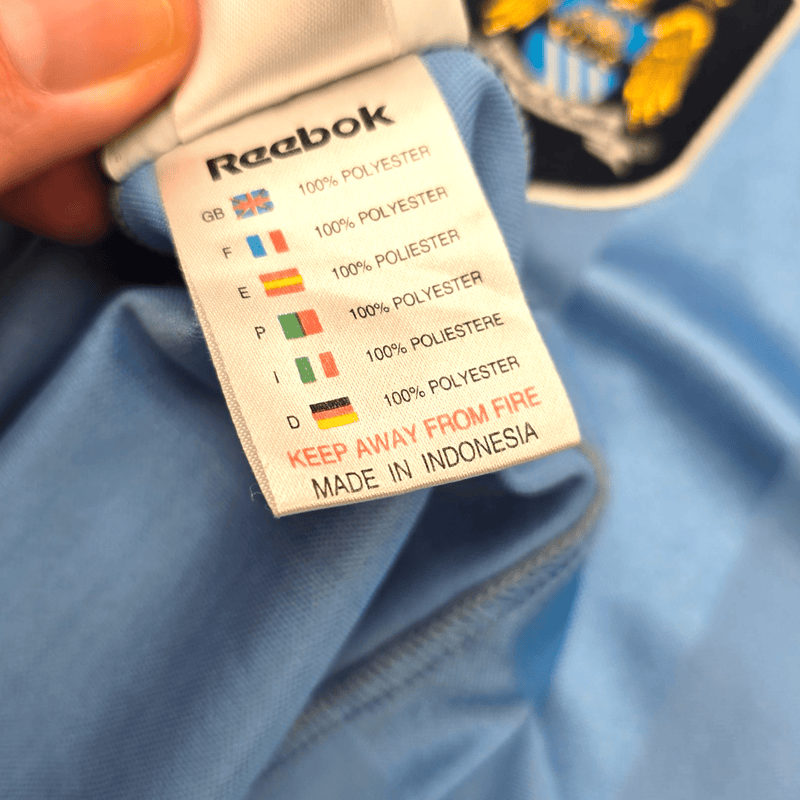 Reebok
GB 100% POLYESTER
F 100% POLYESTER
E 100% POLIESTER
P 100% POLYESTER
I 100% POLIESTERE
D 100% POLYESTER
KEEP AWAY FROM FIRE
MADE IN INDONESIA